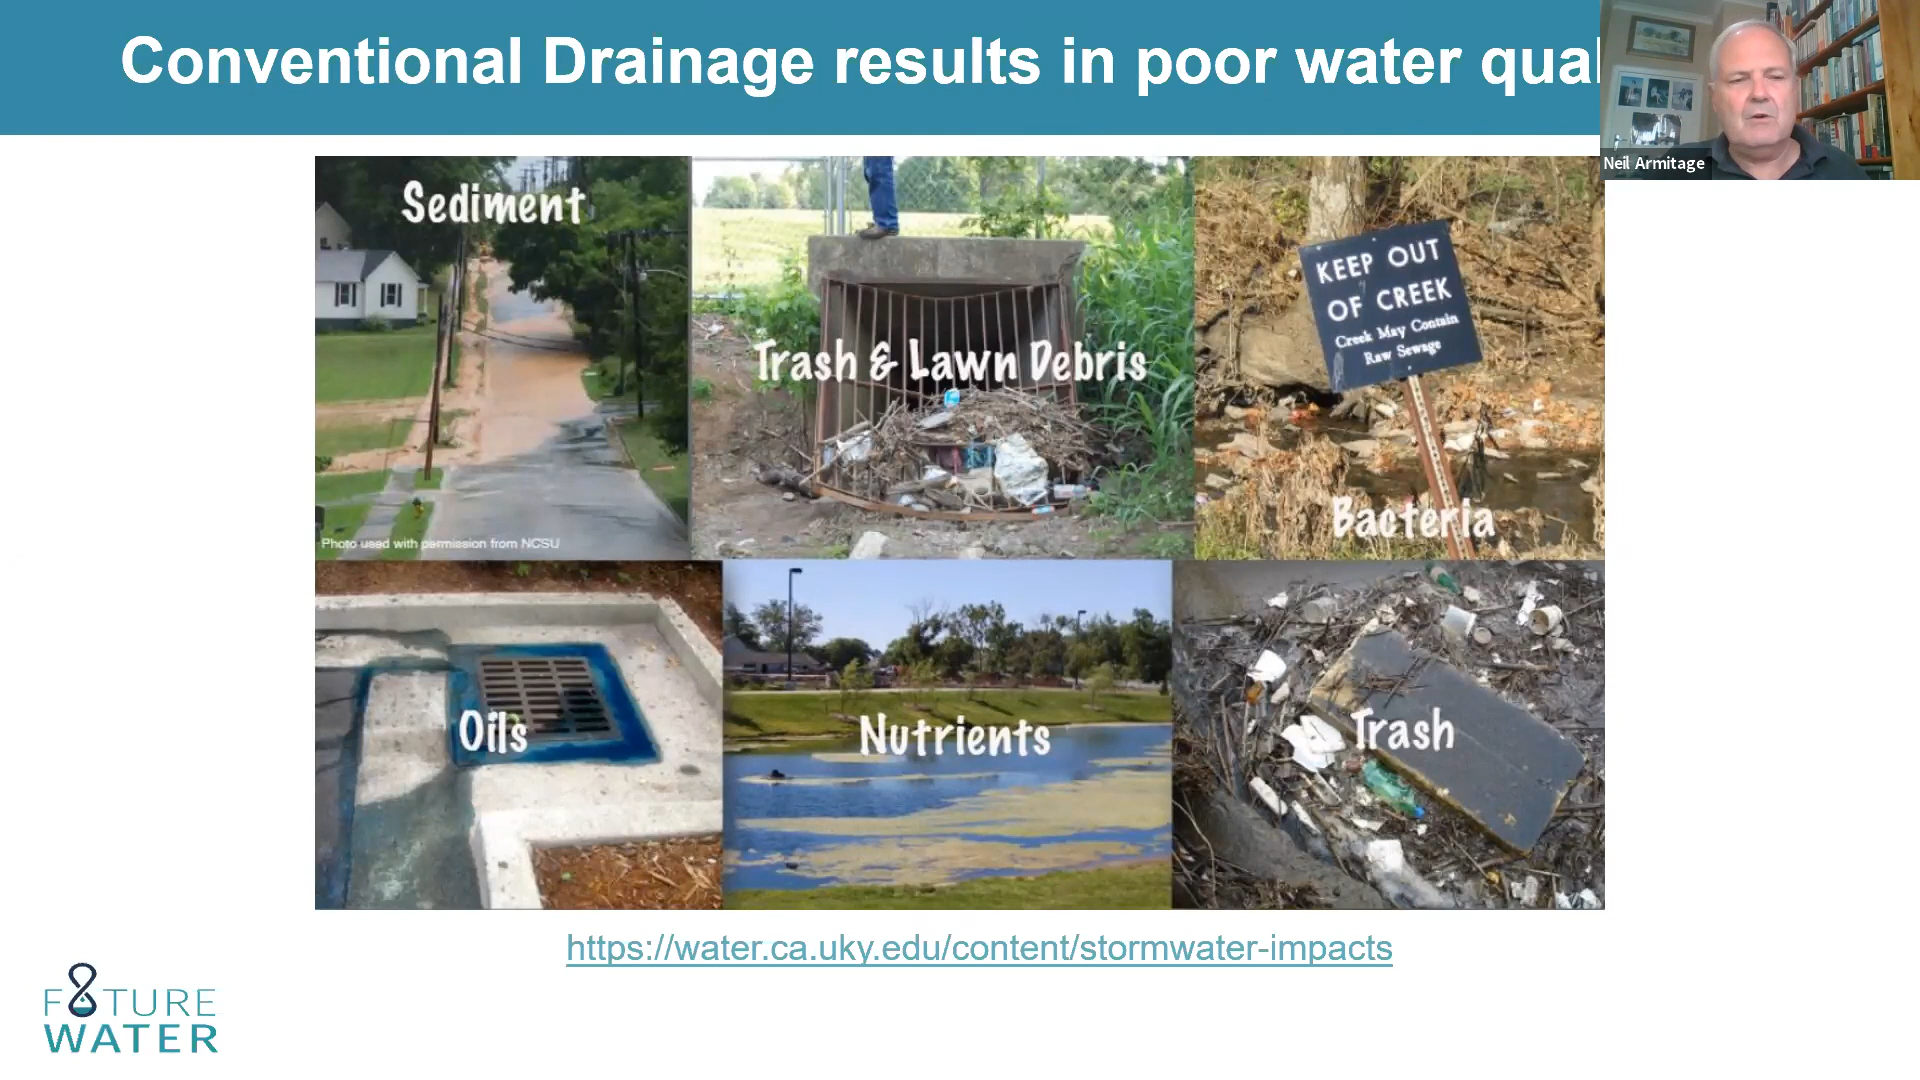 Conventional Drainage results in poor water qual
Neil Armitage
Sediment
Photo used with permission from NCSU
Trash & Lawn Debris
KEEP OUT
OF CREEK
Creek May Contain
Raw Sewage
Bacteria
Oils
Nutrients
Trash
https://water.ca.uky.edu/content/stormwater-impacts
FUTURE
WATER